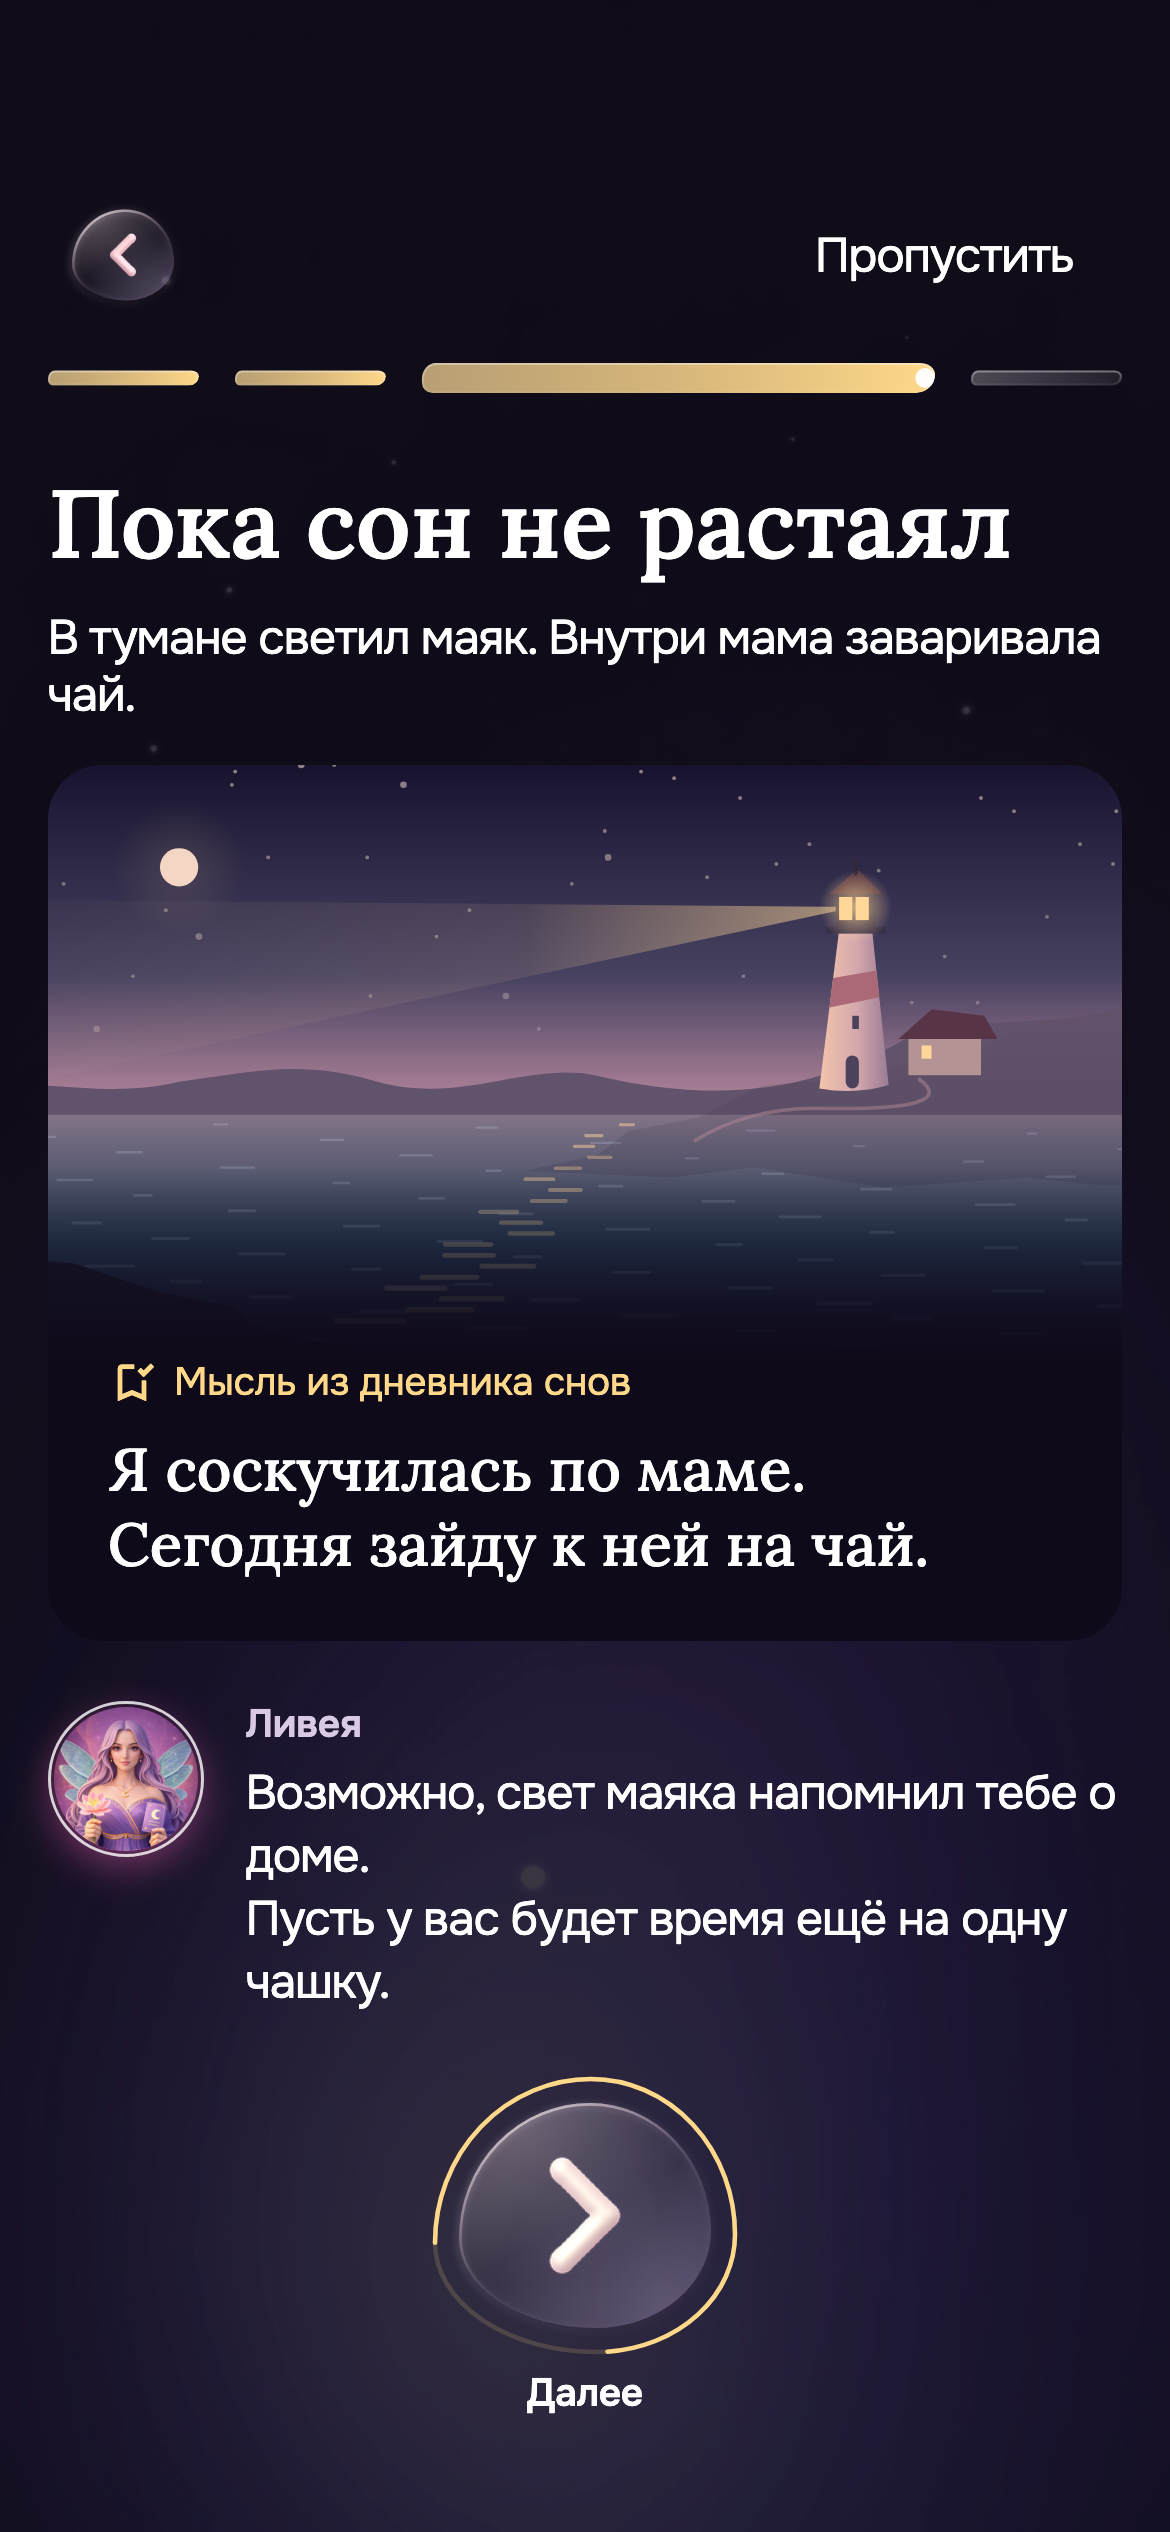 Пропустить
Пока сон не растаял
В тумане светил маяк. Внутри мама заваривала
чай.
Мысль из дневника снов
Я соскучилась по маме.
Сегодня зайду к ней на чай.
Ливея
Возможно, свет маяка напомнил тебе о
доме.
Пусть у вас будет время ещё на одну
чашку.
Далее